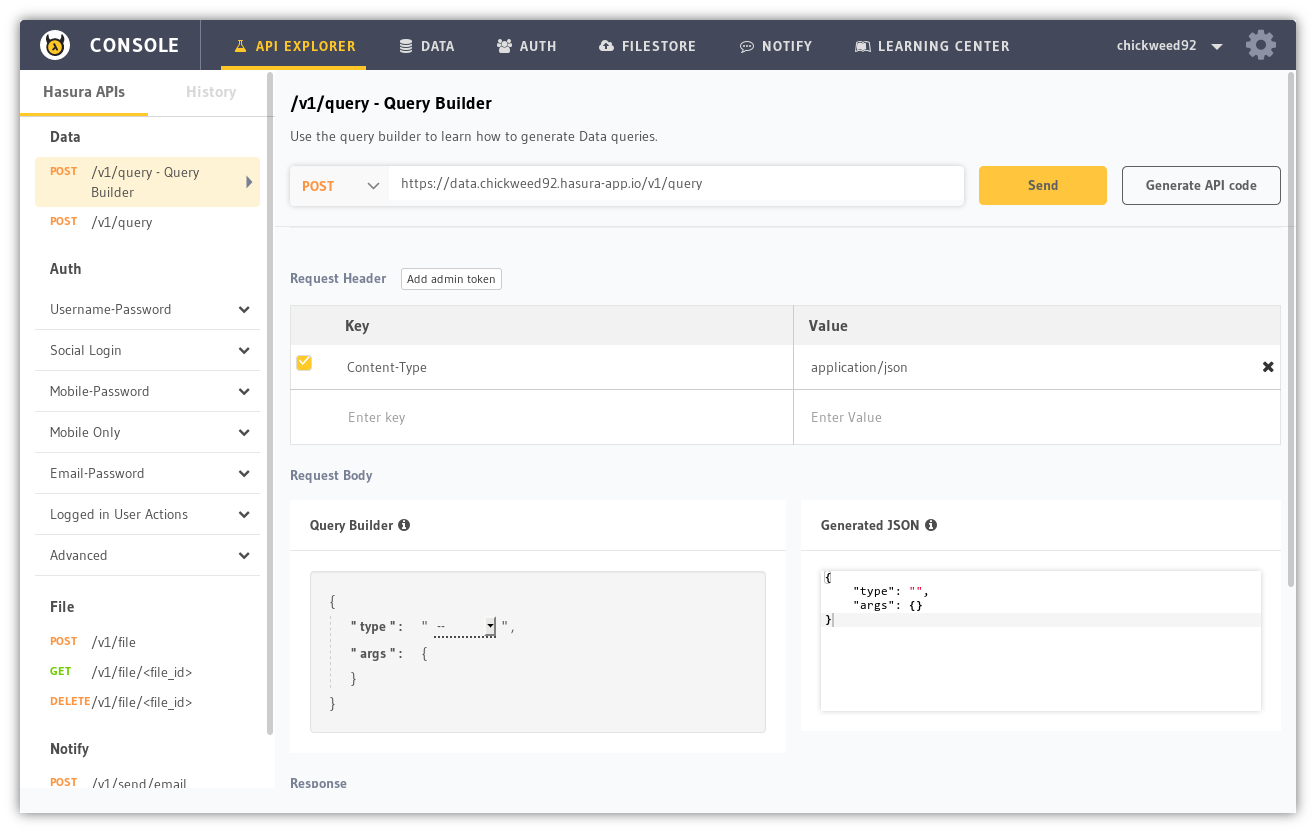 CONSOLE
API EXPLORER
DATA
AUTH
FILESTORE
NOTIFY
LEARNING CENTER
chickweed92
Hasura APIs
History
Data
POST /v1/query - Query
Builder
POST /v1/query
Auth
Username-Password
Social Login
Mobile-Password
Mobile Only
Email-Password
Logged in User Actions
Advanced
File
POST /v1/file
GET /v1/file/<file_id>
DELETE /v1/file/<file_id>
Notify
POST /v1/send/email
/v1/query - Query Builder
Use the query builder to learn how to generate Data queries.
POST
https://data.chickweed92.hasura-app.io/v1/query
Send
Generate API code
Request Header
Add admin token
Key Value
Content-Type application/json
Enter key Enter Value
Request Body
Query Builder
{
" type " : " -- " ,
" args " : {
}
}
Generated JSON
{
"type": "",
"args": {}
}
Response